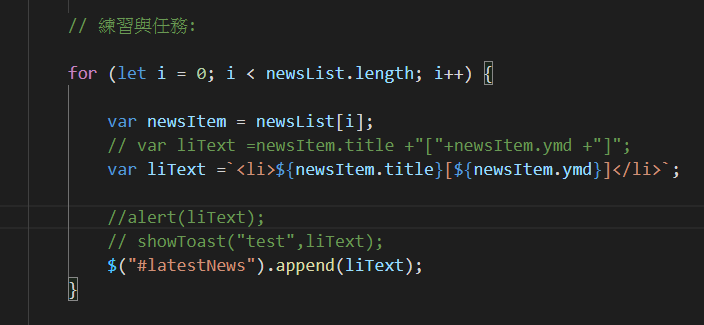 // 練習與任務:
for (let i = 0; i < newsList.length; i++) {
var newsItem = newsList[i];
// var liText =newsItem.title +"["+newsItem.ymd +"]";
var liText =`<li>${newsItem.title}[${newsItem.ymd}]</li>`;
//alert(liText);
// showToast("test",liText);
$("#latestNews").append(liText);
}